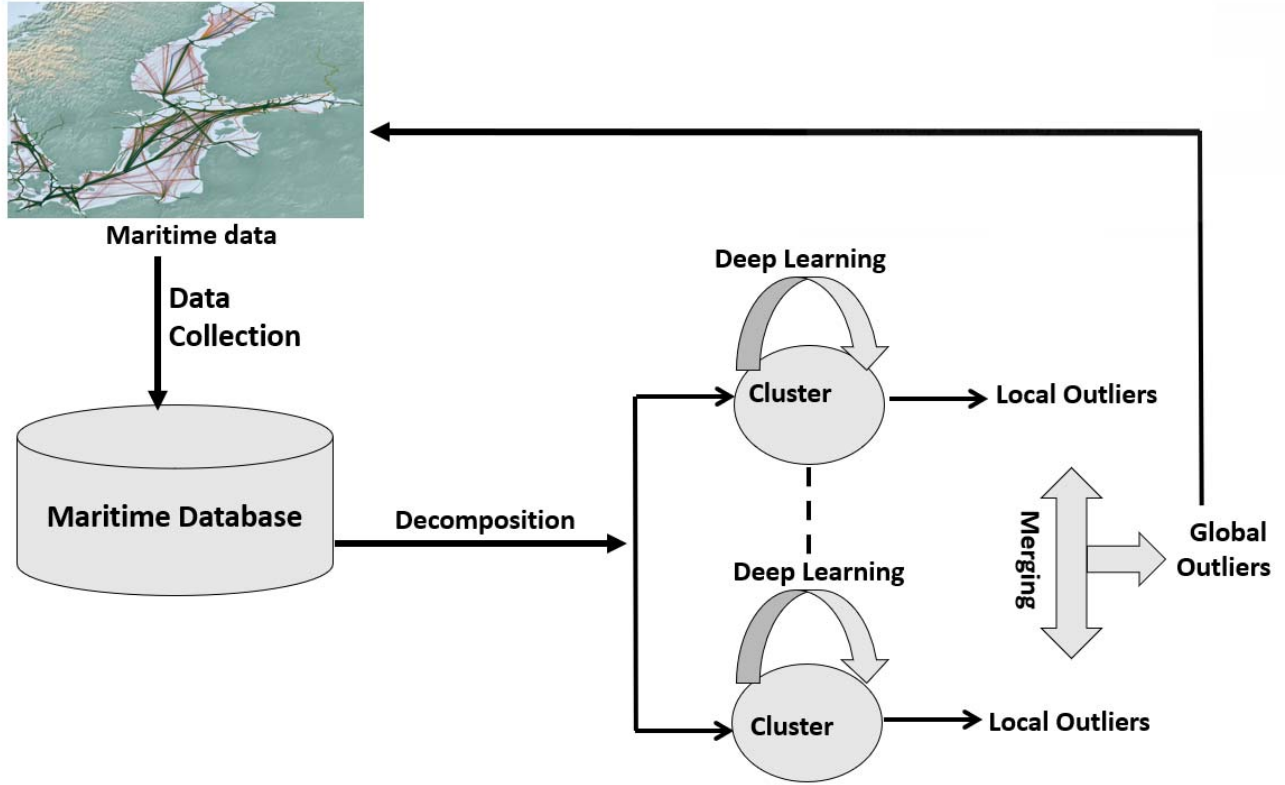 Maritime data
Data
Collection
Maritime Database
Decomposition
Deep Learning
Cluster
Local Outliers
Deep Learning
Cluster
Local Outliers
Merging
Global
Outliers